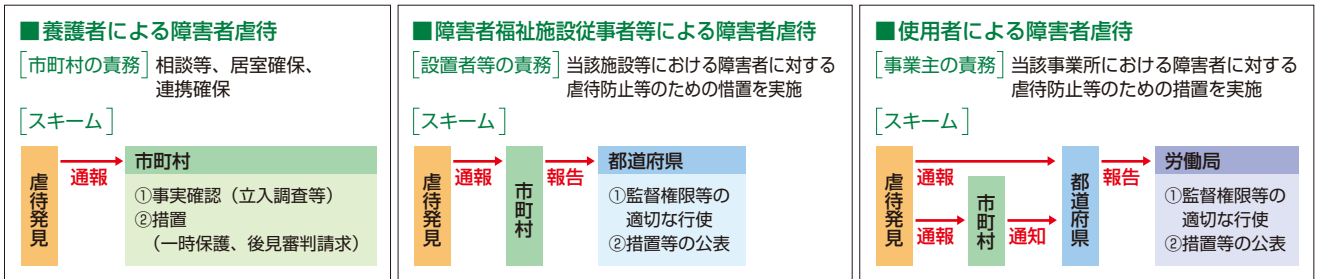 ■養護者による障害者虐待
[市町村の責務] 相談等、居室確保、
連携確保
[スキーム]
虐待発見
通報
市町村
①事実確認（立入調査等）
②措置
（一時保護、後見審判請求）
■障害者福祉施設従事者等による障害者虐待
[設置者等の責務] 当該施設等における障害者に対する
虐待防止等のための惜置を実施
[スキーム]
虐待発見
通報
市町村
報告
都道府県
①監督権限等の
適切な行使
②措置等の公表
■使用者による障害者虐待
[事業主の責務] 当該事業所における障害者に対する
虐待防止等のための措置を実施
[スキーム]
虐待発見
通報
通報
市町村
通知
都道府県
報告
労働局
①監督権限等の
適切な行使
②措置等の公表